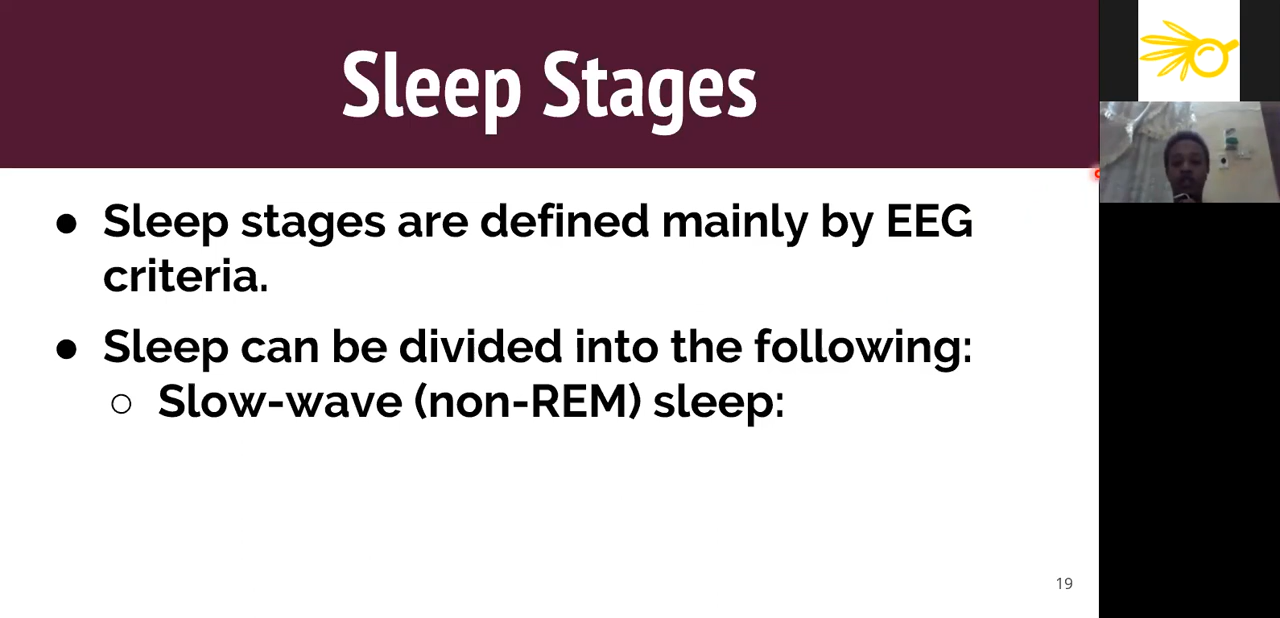 Sleep Stages
● Sleep stages are defined mainly by EEG
criteria.
● Sleep can be divided into the following:
○ Slow-wave (non-REM) sleep:
19